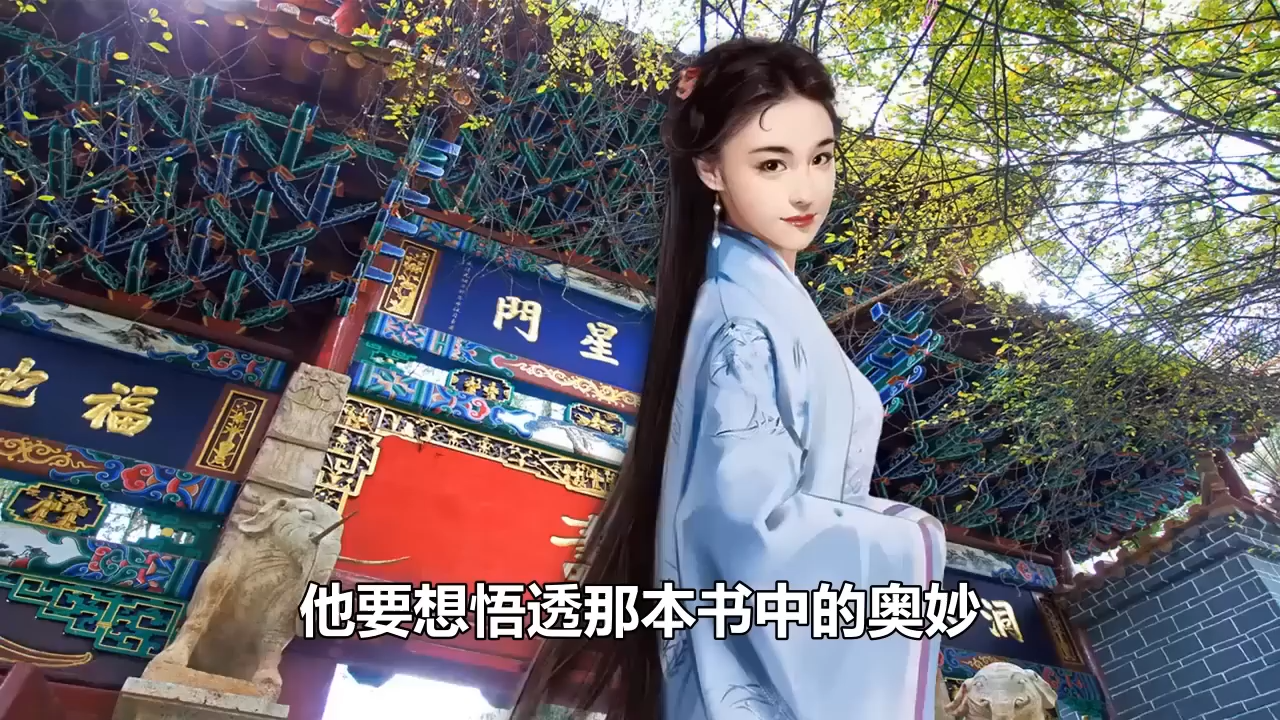 門星
地福
洞
他要想悟透那本书中的奥妙